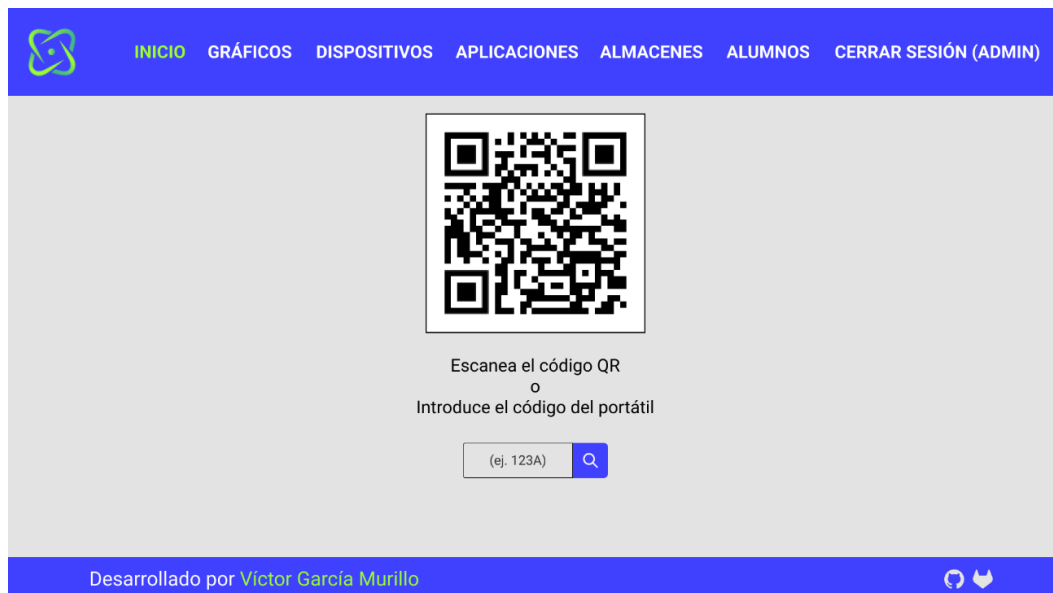 INICIO GRÁFICOS DISPOSITIVOS APLICACIONES ALMACENES ALUMNOS CERRAR SESIÓN (ADMIN)
Escanea el código QR
o
Introduce el código del portátil
(ej. 123A)
Desarrollado por Víctor García Murillo